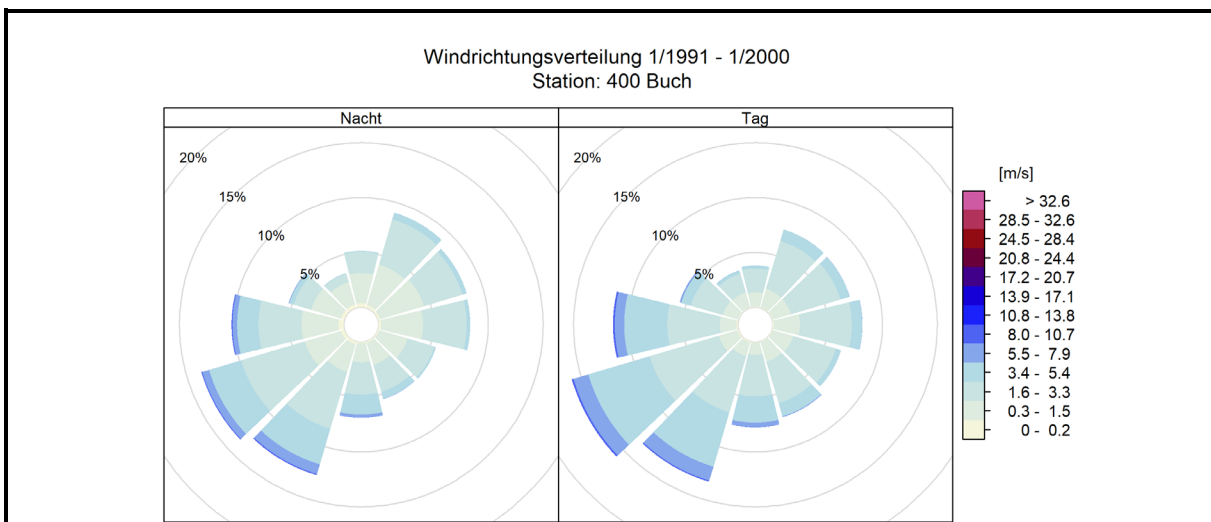 Windrichtungsverteilung 1/1991 - 1/2000
Station: 400 Buch
Nacht
Tag
20%
15%
10%
5%
20%
15%
10%
5%
[m/s]
> 32.6
28.5 - 32.6
24.5 - 28.4
20.8 - 24.4
17.2 - 20.7
13.9 - 17.1
10.8 - 13.8
8.0 - 10.7
5.5 - 7.9
3.4 - 5.4
1.6 - 3.3
0.3 - 1.5
0 - 0.2